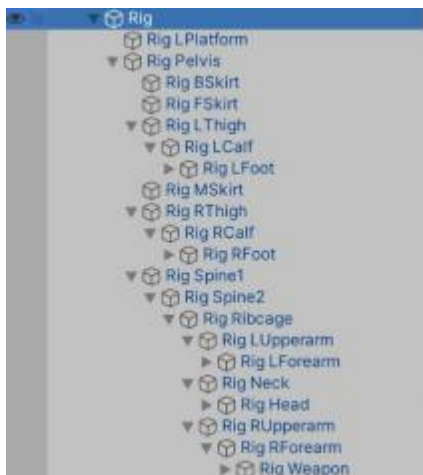 Rig
Rig LPlatform
Rig Pelvis
Rig BSkirt
Rig FSkirt
Rig LThigh
Rig LCalf
Rig LFoot
Rig MSkirt
Rig RThigh
Rig RCalf
Rig RFoot
Rig Spine1
Rig Spine2
Rig Ribcage
Rig LUpperarm
Rig LForearm
Rig Neck
Rig Head
Rig RUpperarm
Rig RForearm
Rig Weapon